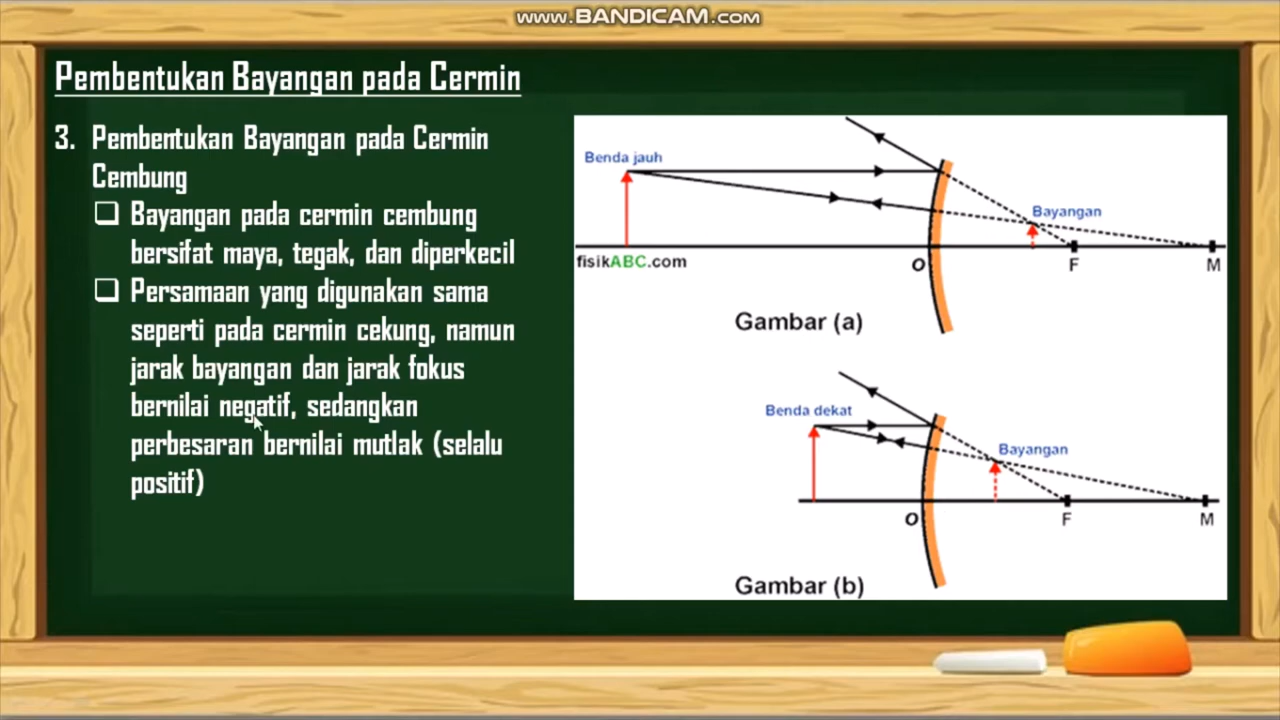 www.BANDICAM.com
Pembentukan Bayangan pada Cermin
3. Pembentukan Bayangan pada Cermin
Cembung
Bayangan pada cermin cembung
bersifat maya, tegak, dan diperkecil
Persamaan yang digunakan sama
seperti pada cermin cekung, namun
jarak bayangan dan jarak fokus
bernilai negatif, sedangkan
perbesaran bernilai mutlak (selalu
positif)
Benda jauh
Bayangan
fisikABC.com
O
F
M
Gambar (a)
Benda dekat
Bayangan
O
F
M
Gambar (b)